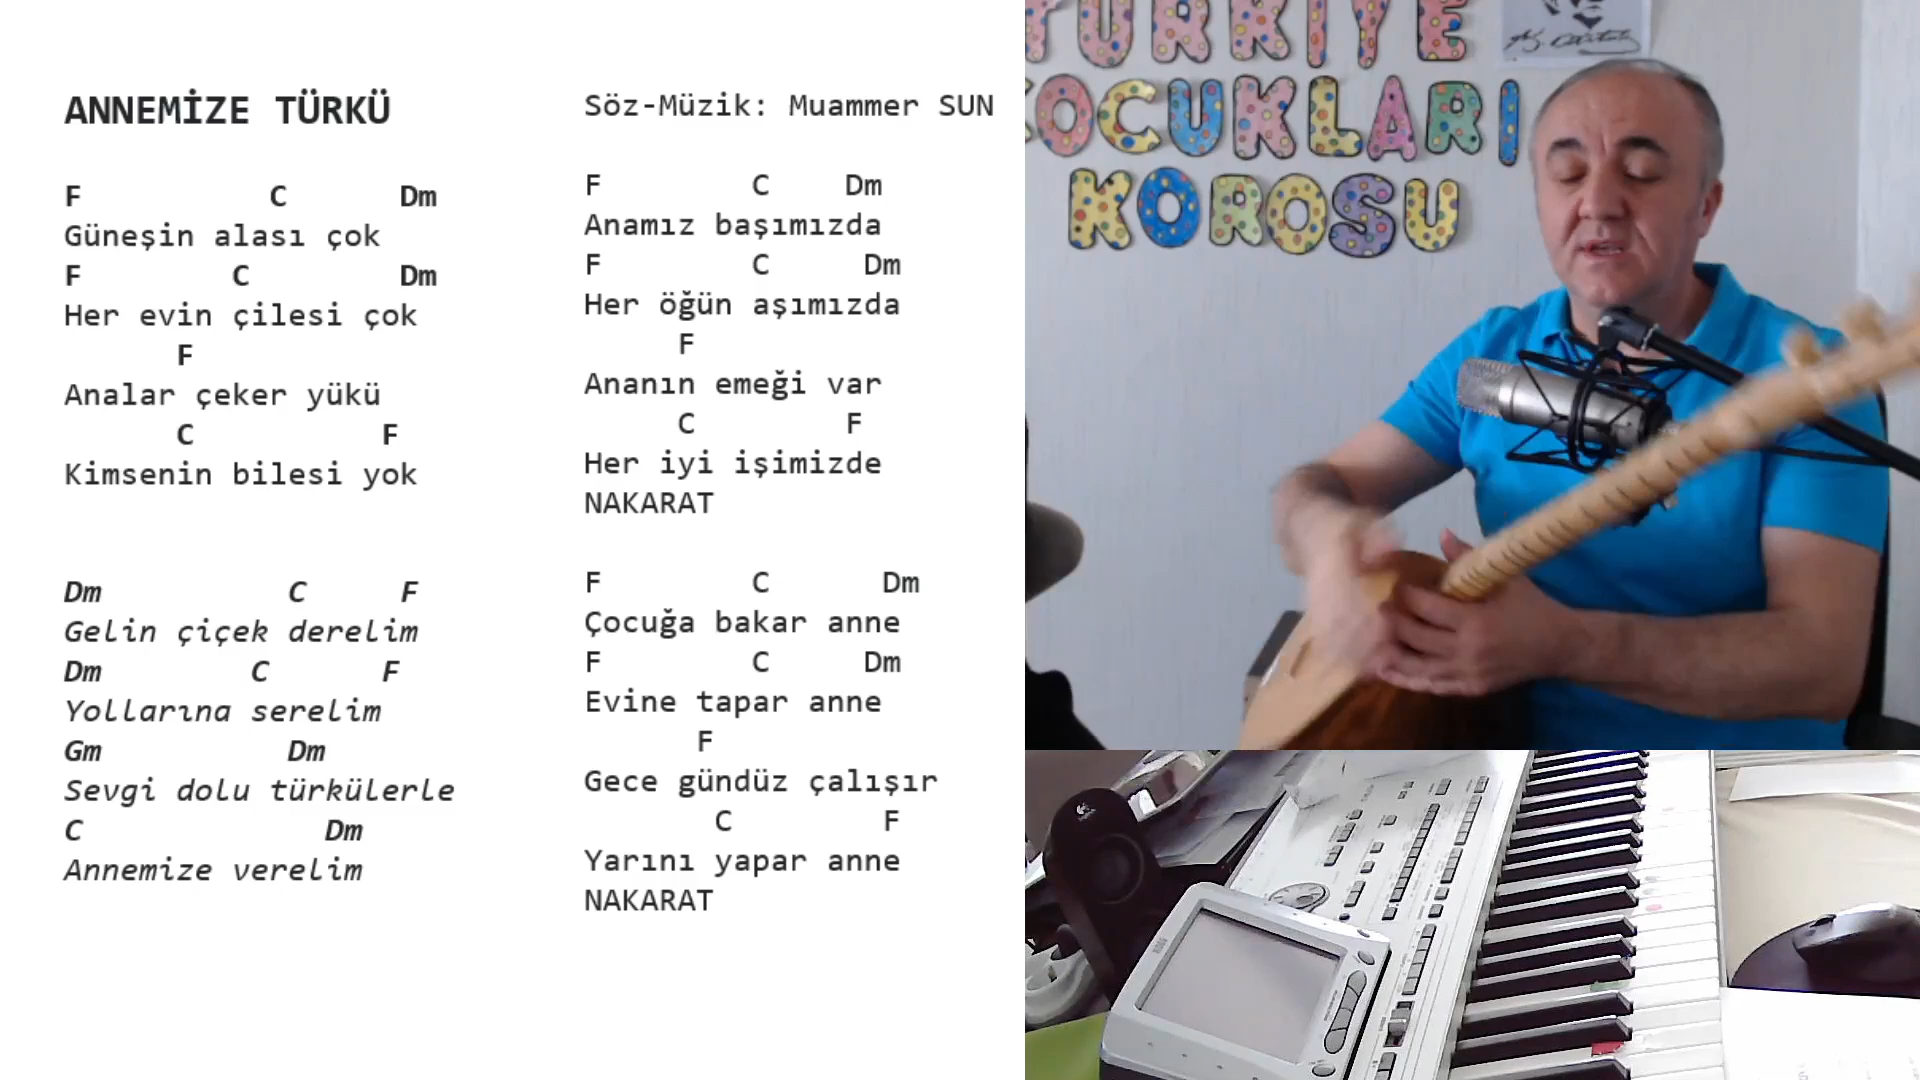 ANNEMİZE TÜRKÜ
F C Dm
Güneşin alası çok
F C Dm
Her evin çilesi çok
F
Analar çeker yükü
C F
Kimsenin bilesi yok
Dm C F
Gelin çiçek derelim
Dm C F
Yollarına serelim
Gm Dm
Sevgi dolu türkülerle
C Dm
Annemize verelim
Söz-Müzik: Muammer SUN
F C Dm
Anamız başımızda
F C Dm
Her öğün aşımızda
F
Ananın emeği var
C F
Her iyi işimizde
NAKARAT
F C Dm
Çocuğa bakar anne
F C Dm
Evine tapar anne
F
Gece gündüz çalışır
C F
Yarını yapar anne
NAKARAT
TÜRKİYE
ÇOCUKLARI
KOROSU